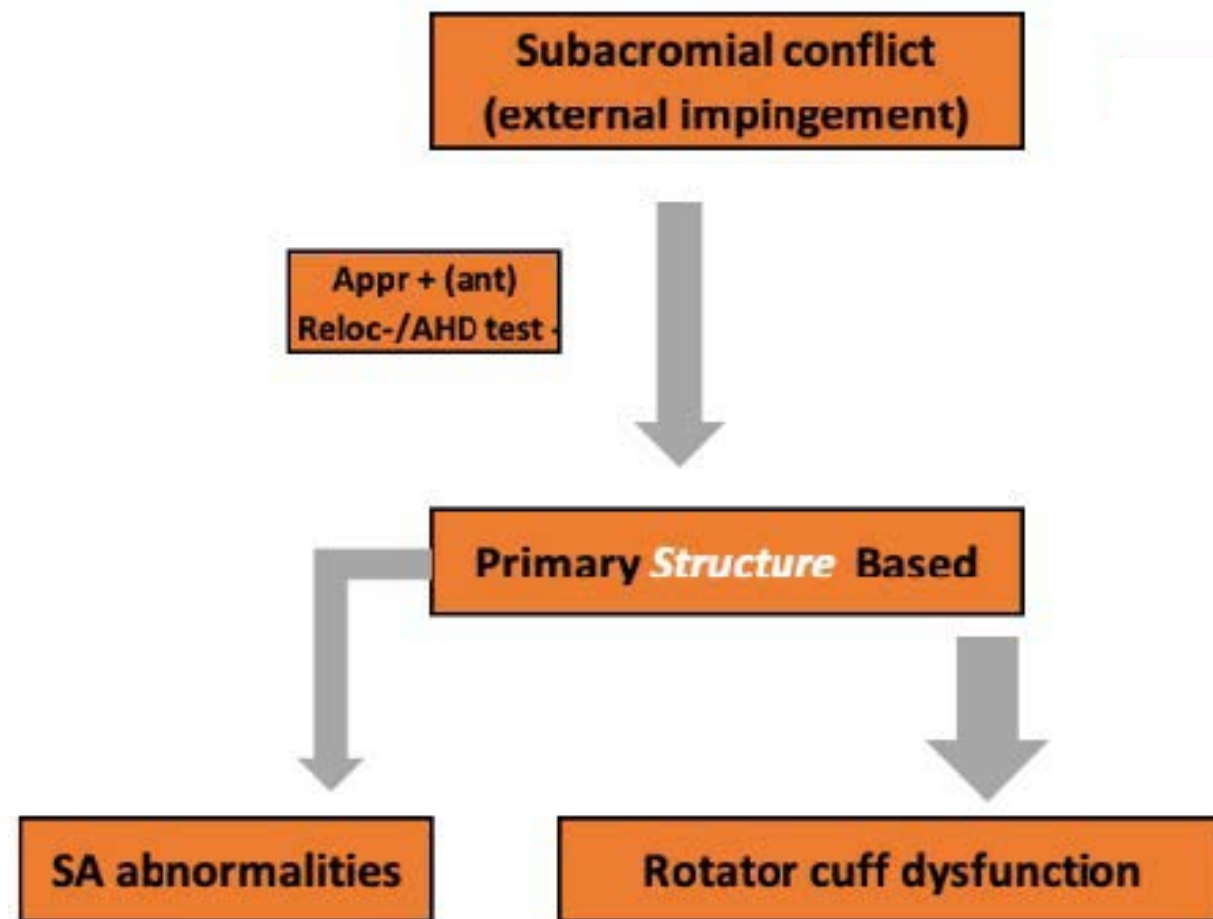 Subacromial conflict
(external impingement)
Appr + (ant)
Reloc-/AHD test -
Primary Structure Based
SA abnormalities
Rotator cuff dysfunction